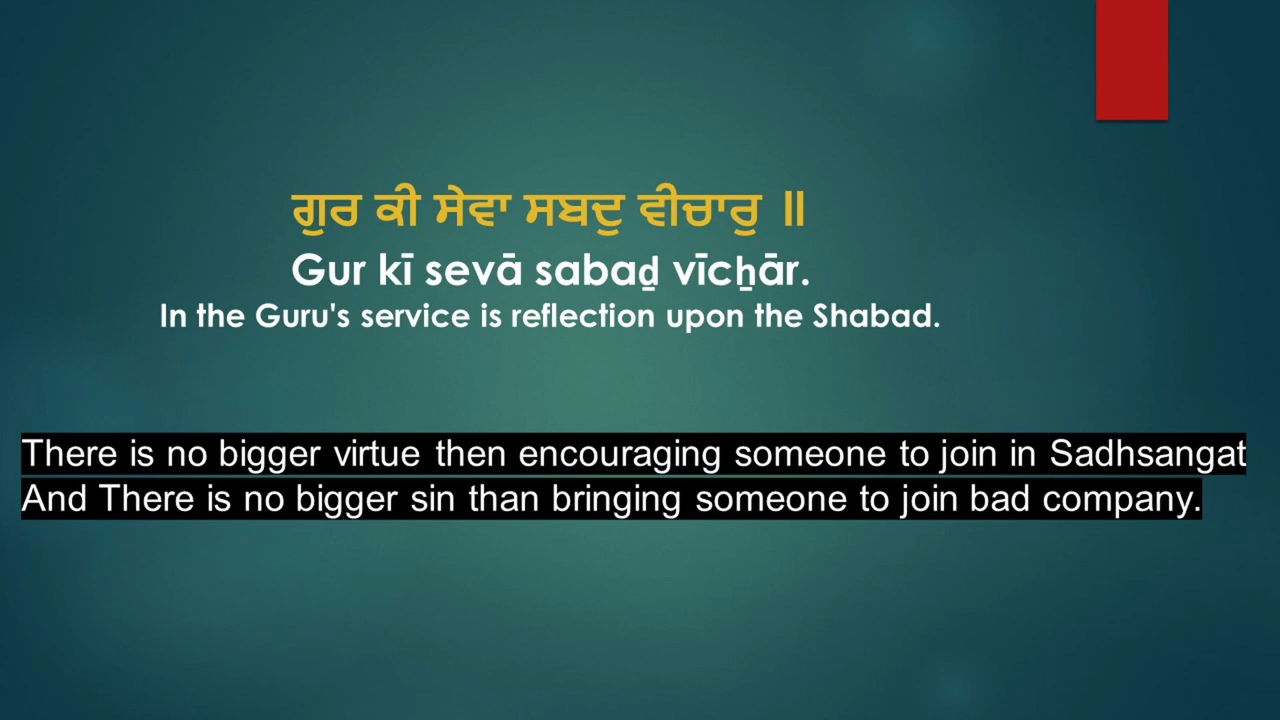 ਗੁਰ ਕੀ ਸੇਵਾ ਸਬਦੁ ਵੀਚਾਰੁ ॥
Gur kī sevā sabaḏ vīcẖār.
In the Guru's service is reflection upon the Shabad.
There is no bigger virtue then encouraging someone to join in Sadhsangat
And There is no bigger sin than bringing someone to join bad company.